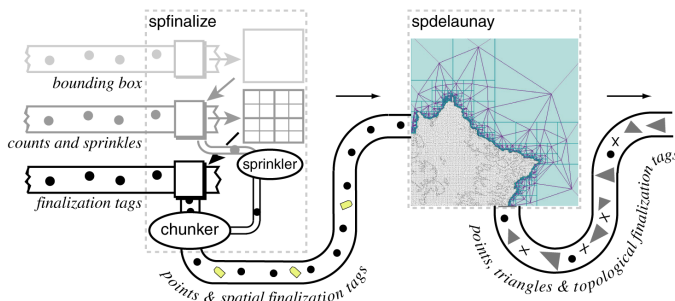 spfinalize
spdelaunay
bounding box
counts and sprinkles
sprinkler
finalization tags
chunker
points & spatial finalization tags
points, triangles & topological finalization tags